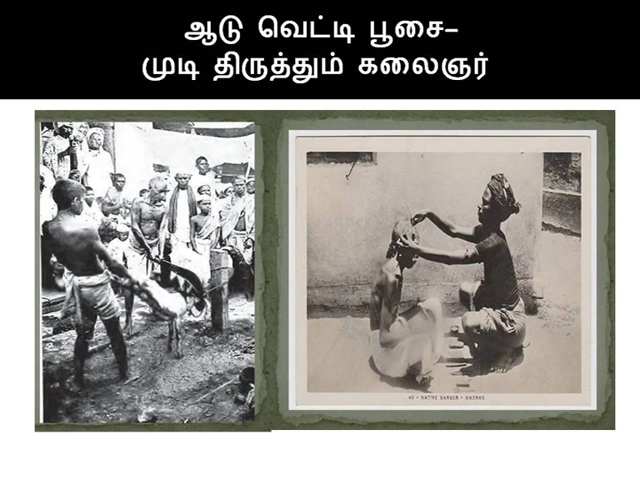 ஆடு வெட்டி பூசை-
முடி திருத்தும் கலைஞர்
43 - NATIVE BARBER - MADRAS